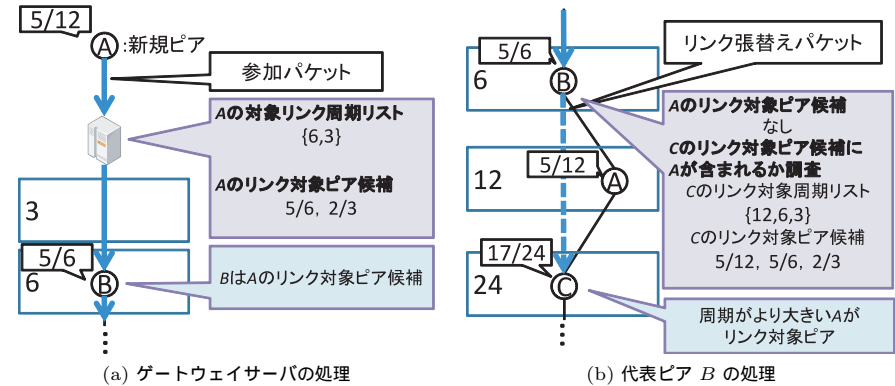 5/12
A
:新規ピア
参加パケット
Aの対象リンク周期リスト
{6,3}
Aのリンク対象ピア候補
5/6, 2/3
3
5/6
6
B
BはAのリンク対象ピア候補
(a) ゲートウェイサーバの処理
リンク張替えパケット
5/6
6
B
Aのリンク対象ピア候補
なし
Cのリンク対象ピア候補に
Aが含まれるか調査
Cのリンク対象周期リスト
{12,6,3}
Cのリンク対象ピア候補
5/12, 5/6, 2/3
5/12
12
A
17/24
24
C
周期がより大きいAが
リンク対象ピア
(b) 代表ピア B の処理